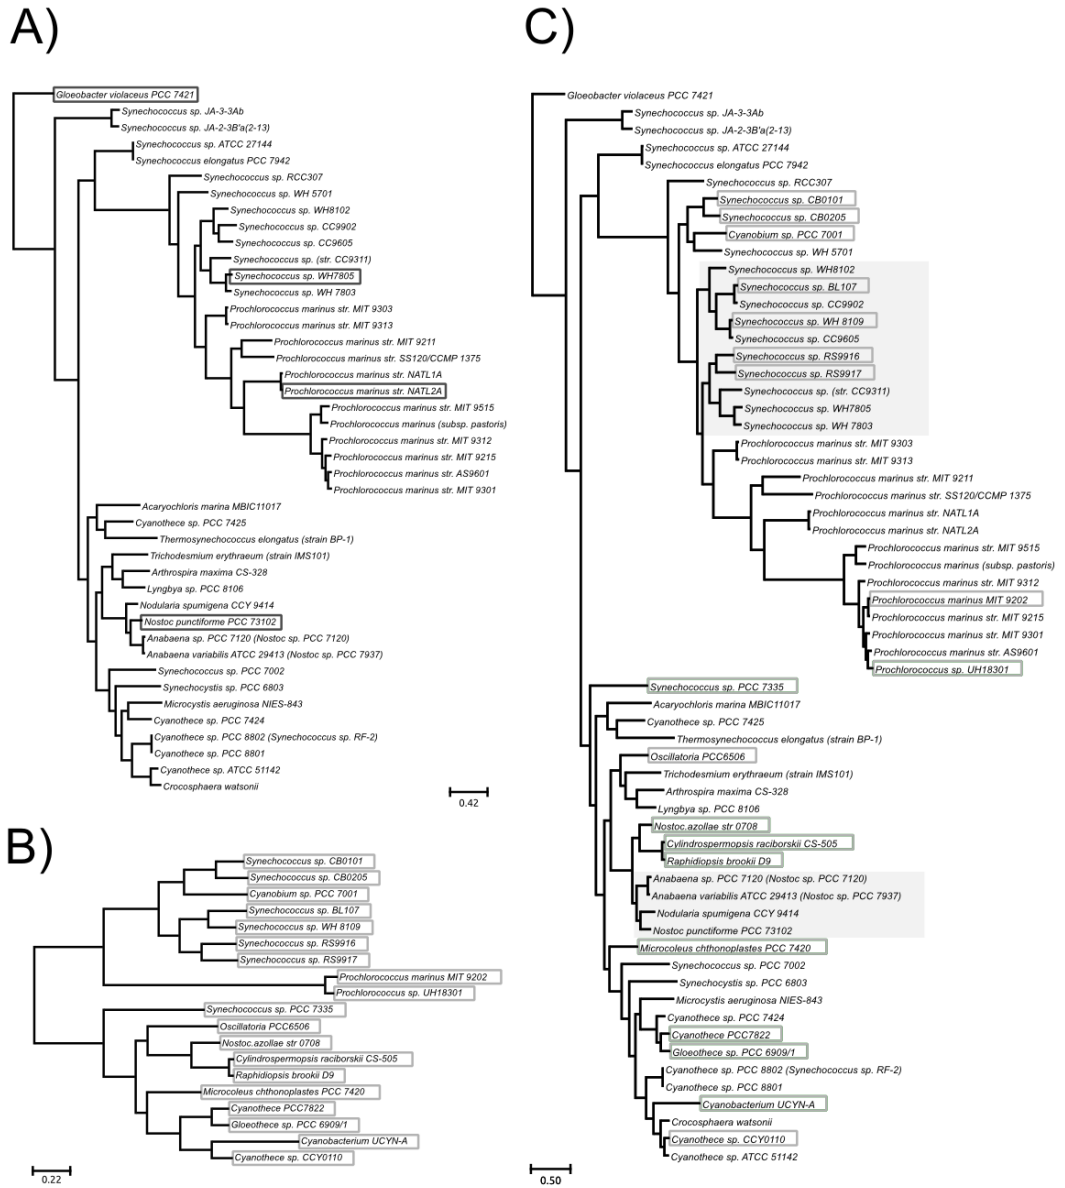 A)
Gloeobacter violaceus PCC 7421
Synechococcus sp. JA-3-3Ab
Synechococcus sp. JA-2-3B'a(2-13)
Synechococcus sp. ATCC 27144
Synechococcus elongatus PCC 7942
Synechococcus sp. RCC307
Synechococcus sp. WH 5701
Synechococcus sp. WH8102
Synechococcus sp. CC9902
Synechococcus sp. CC9605
Synechococcus sp. (str. CC9311)
Synechococcus sp. WH7805
Synechococcus sp. WH 7803
Prochlorococcus marinus str. MIT 9303
Prochlorococcus marinus str. MIT 9313
Prochlorococcus marinus str. MIT 9211
Prochlorococcus marinus str. SS120/CCMP 1375
Prochlorococcus marinus str. NATL1A
Prochlorococcus marinus str. NATL2A
Prochlorococcus marinus str. MIT 9515
Prochlorococcus marinus (subsp. pastoris)
Prochlorococcus marinus str. MIT 9312
Prochlorococcus marinus str. MIT 9215
Prochlorococcus marinus str. AS9601
Prochlorococcus marinus str. MIT 9301
Acaryochloris marina MBIC11017
Cyanothece sp. PCC 7425
Thermosynechococcus elongatus (strain BP-1)
Trichodesmium erythraeum (strain IMS101)
Arthrospira maxima CS-328
Lyngbya sp. PCC 8106
Nodularia spumigena CCY 9414
Nostoc punctiforme PCC 73102
Anabaena sp. PCC 7120 (Nostoc sp. PCC 7120)
Anabaena variabilis ATCC 29413 (Nostoc sp. PCC 7937)
Synechococcus sp. PCC 7002
Synechocystis sp. PCC 6803
Microcystis aeruginosa NIES-843
Cyanothece sp. PCC 7424
Cyanothece sp. PCC 8802 (Synechococcus sp. RF-2)
Cyanothece sp. PCC 8801
Cyanothece sp. ATCC 51142
Crocosphaera watsonii
0.42
B)
Synechococcus sp. CB0101
Synechococcus sp. CB0205
Cyanobium sp. PCC 7001
Synechococcus sp. BL107
Synechococcus sp. WH 8109
Synechococcus sp. RS9916
Synechococcus sp. RS9917
Prochlorococcus marinus MIT 9202
Prochlorococcus sp. UH18301
Synechococcus sp. PCC 7335
Oscillatoria PCC6506
Nostoc.azollae str 0708
Cylindrospermopsis raciborskii CS-505
Raphidiopsis brookii D9
Microcoleus chthonoplastes PCC 7420
Cyanothece PCC7822
Gloeothece sp. PCC 6909/1
Cyanobacterium UCYN-A
Cyanothece sp. CCY0110
0.22
C)
Gloeobacter violaceus PCC 7421
Synechococcus sp. JA-3-3Ab
Synechococcus sp. JA-2-3B'a(2-13)
Synechococcus sp. ATCC 27144
Synechococcus elongatus PCC 7942
Synechococcus sp. RCC307
Synechococcus sp. CB0101
Synechococcus sp. CB0205
Cyanobium sp. PCC 7001
Synechococcus sp. WH 5701
Synechococcus sp. WH8102
Synechococcus sp. BL107
Synechococcus sp. CC9902
Synechococcus sp. WH 8109
Synechococcus sp. CC9605
Synechococcus sp. RS9916
Synechococcus sp. RS9917
Synechococcus sp. (str. CC9311)
Synechococcus sp. WH7805
Synechococcus sp. WH 7803
Prochlorococcus marinus str. MIT 9303
Prochlorococcus marinus str. MIT 9313
Prochlorococcus marinus str. MIT 9211
Prochlorococcus marinus str. SS120/CCMP 1375
Prochlorococcus marinus str. NATL1A
Prochlorococcus marinus str. NATL2A
Prochlorococcus marinus str. MIT 9515
Prochlorococcus marinus (subsp. pastoris)
Prochlorococcus marinus str. MIT 9312
Prochlorococcus marinus MIT 9202
Prochlorococcus marinus str. MIT 9215
Prochlorococcus marinus str. MIT 9301
Prochlorococcus marinus str. AS9601
Prochlorococcus sp. UH18301
Synechococcus sp. PCC 7335
Acaryochloris marina MBIC11017
Cyanothece sp. PCC 7425
Thermosynechococcus elongatus (strain BP-1)
Oscillatoria PCC6506
Trichodesmium erythraeum (strain IMS101)
Arthrospira maxima CS-328
Lyngbya sp. PCC 8106
Nostoc.azollae str 0708
Cylindrospermopsis raciborskii CS-505
Raphidiopsis brookii D9
Anabaena sp. PCC 7120 (Nostoc sp. PCC 7120)
Anabaena variabilis ATCC 29413 (Nostoc sp. PCC 7937)
Nodularia spumigena CCY 9414
Nostoc punctiforme PCC 73102
Microcoleus chthonoplastes PCC 7420
Synechococcus sp. PCC 7002
Synechocystis sp. PCC 6803
Microcystis aeruginosa NIES-843
Cyanothece sp. PCC 7424
Cyanothece PCC7822
Gloeothece sp. PCC 6909/1
Cyanothece sp. PCC 8802 (Synechococcus sp. RF-2)
Cyanothece sp. PCC 8801
Cyanobacterium UCYN-A
Crocosphaera watsonii
Cyanothece sp. CCY0110
Cyanothece sp. ATCC 51142
0.50